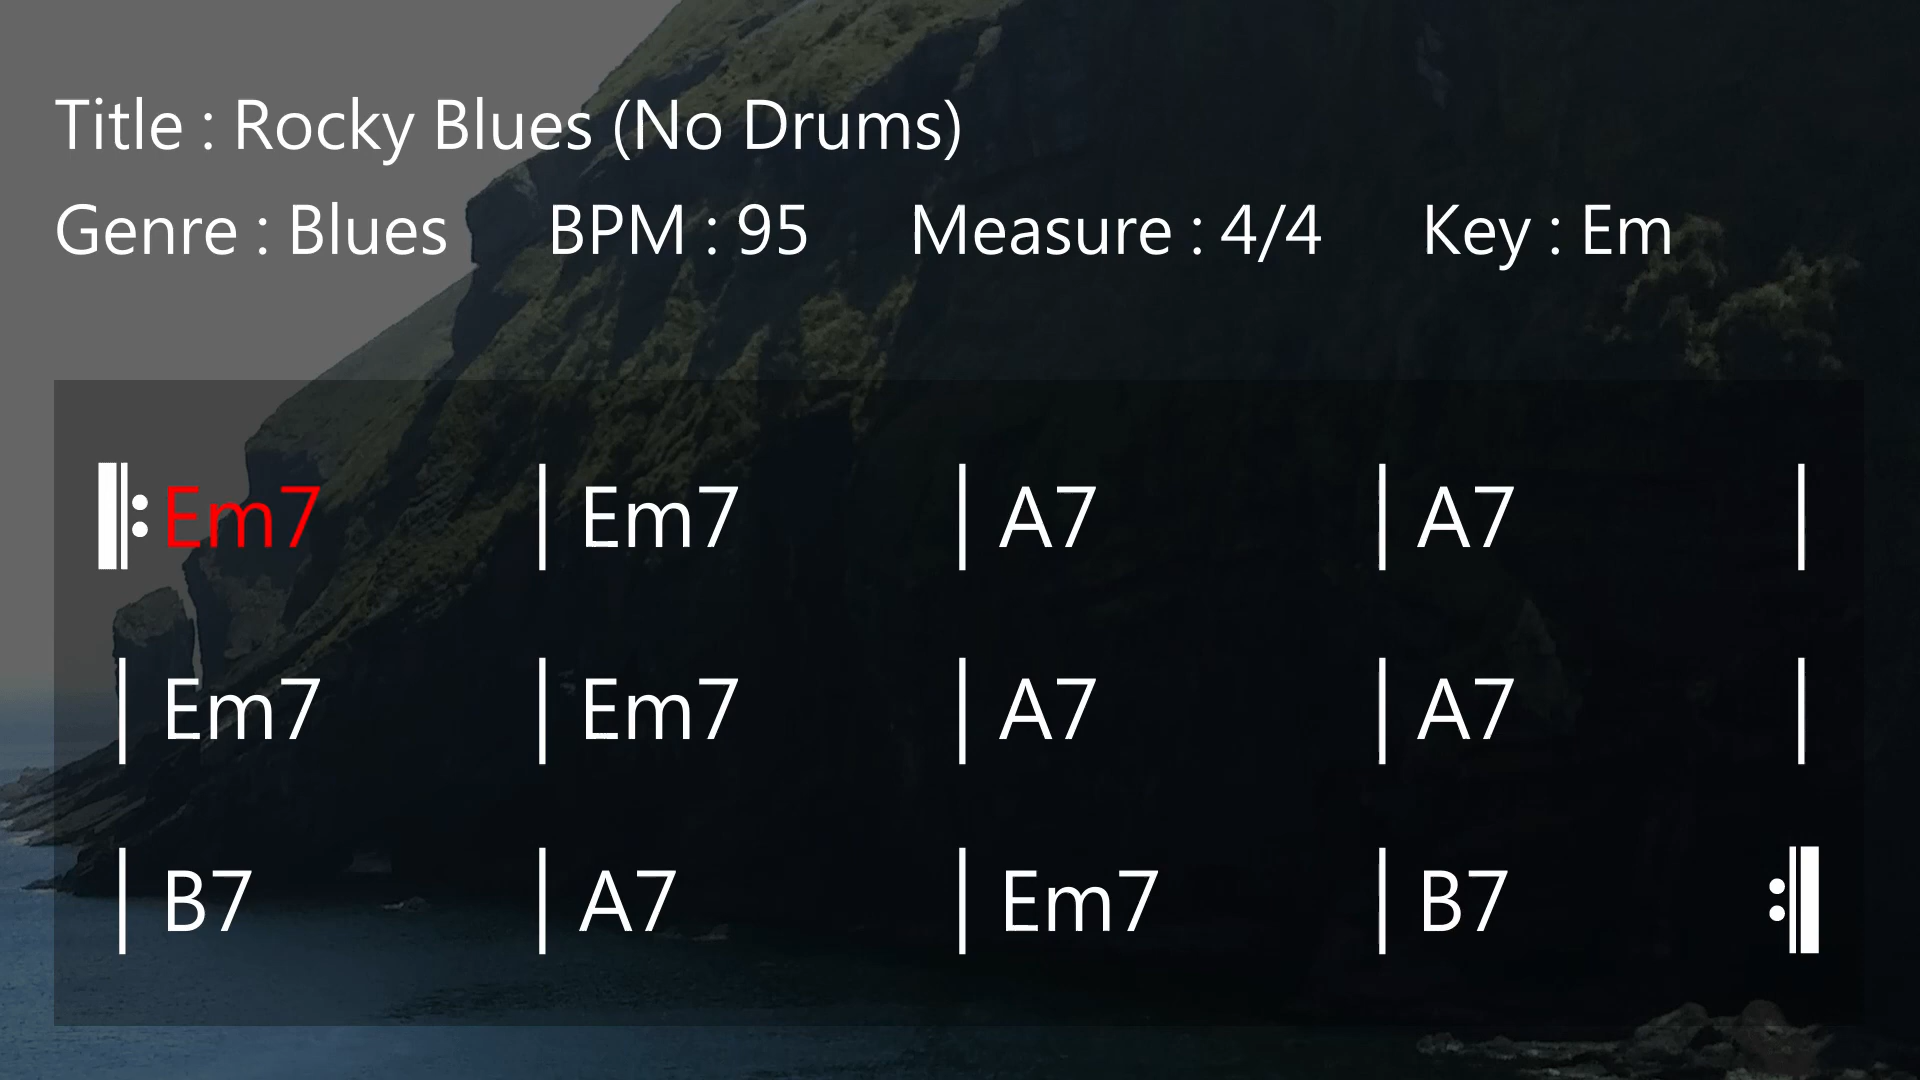 Title : Rocky Blues (No Drums)
Genre : Blues BPM : 95 Measure : 4/4 Key : Em
Em7 | Em7 | A7 | A7 |
| Em7 | Em7 | A7 | A7 |
| B7 | A7 | Em7 | B7